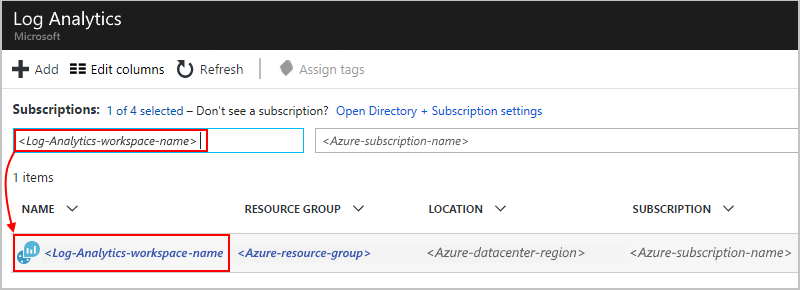 Log Analytics
Microsoft
Add Edit columns Refresh Assign tags
Subscriptions: 1 of 4 selected – Don't see a subscription? Open Directory + Subscription settings
<Log-Analytics-workspace-name> <Azure-subscription-name>
1 items
NAME RESOURCE GROUP LOCATION SUBSCRIPTION
<Log-Analytics-workspace-name <Azure-resource-group> <Azure-datacenter-region> <Azure-subscription-name>